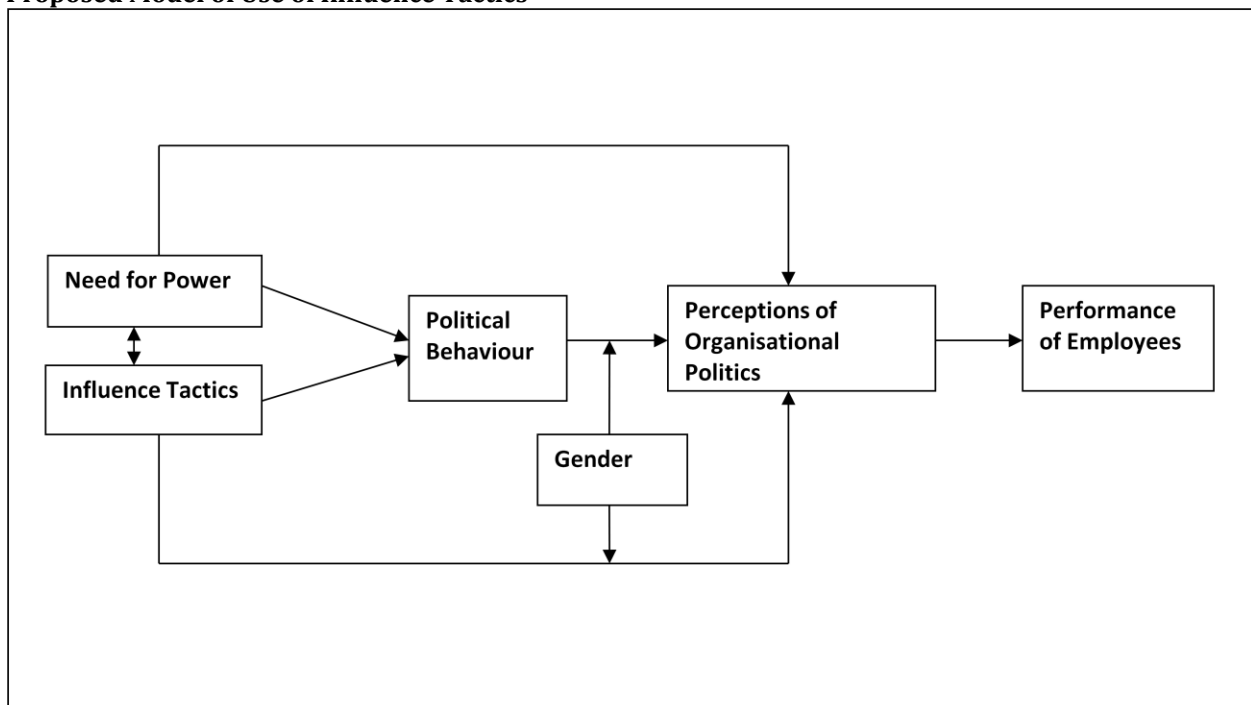 Proposed Model of Use of Influence Tactics
Need for Power
Influence Tactics
Political
Behaviour
Gender
Perceptions of
Organisational
Politics
Performance
of Employees